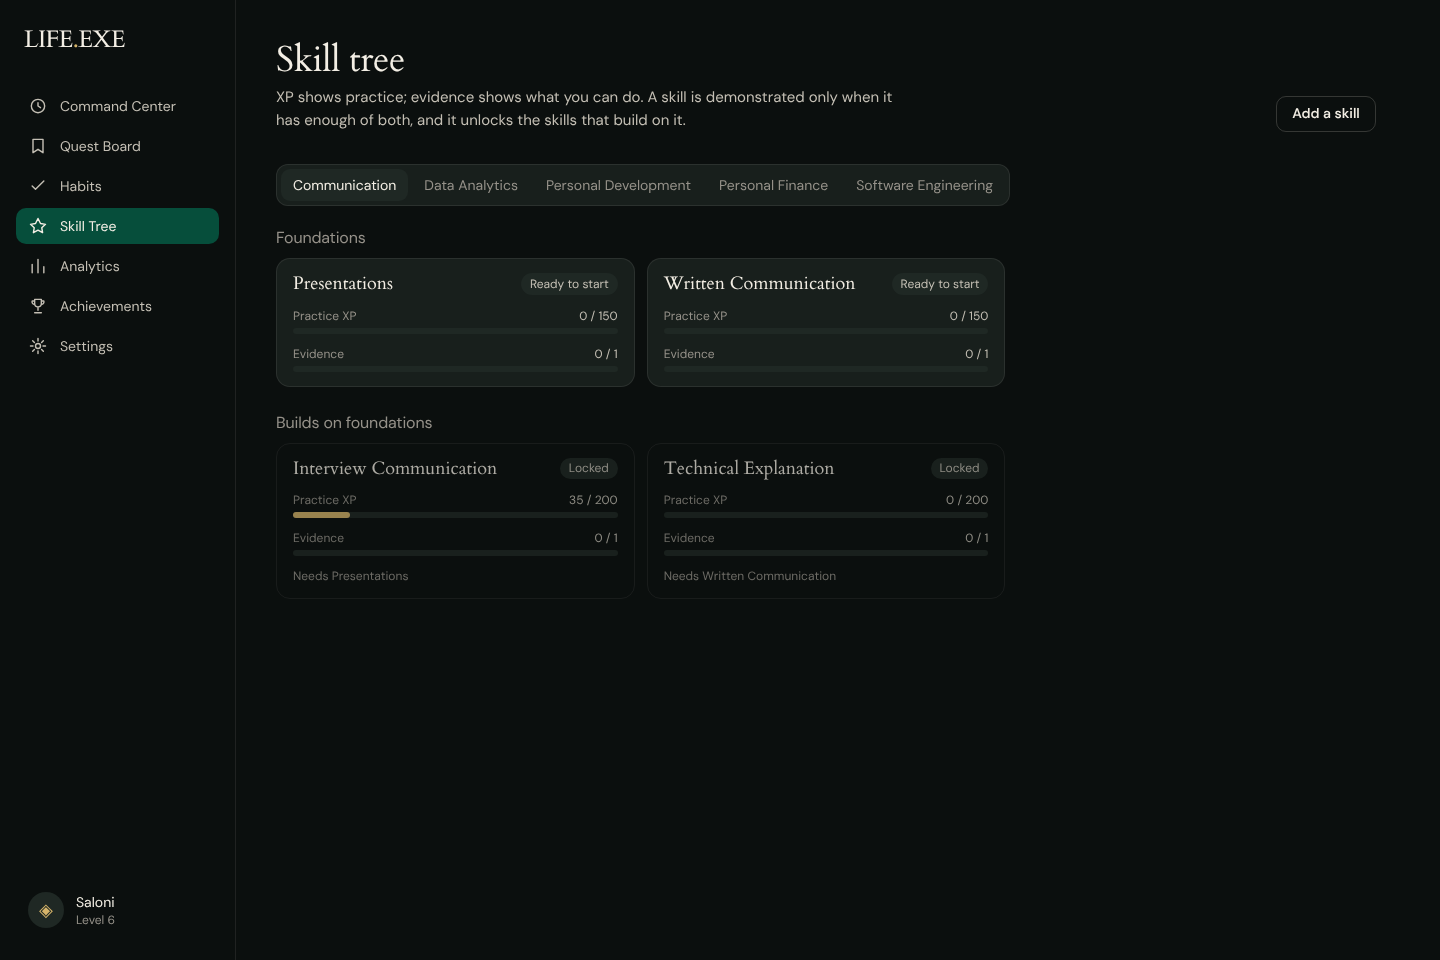 LIFE.EXE
Command Center
Quest Board
Habits
Skill Tree
Analytics
Achievements
Settings
Saloni
Level 6
Skill tree
XP shows practice; evidence shows what you can do. A skill is demonstrated only when it
has enough of both, and it unlocks the skills that build on it.
Add a skill
Communication Data Analytics Personal Development Personal Finance Software Engineering
Foundations
Presentations Ready to start
Practice XP 0 / 150
Evidence 0 / 1
Written Communication Ready to start
Practice XP 0 / 150
Evidence 0 / 1
Builds on foundations
Interview Communication Locked
Practice XP 35 / 200
Evidence 0 / 1
Needs Presentations
Technical Explanation Locked
Practice XP 0 / 200
Evidence 0 / 1
Needs Written Communication